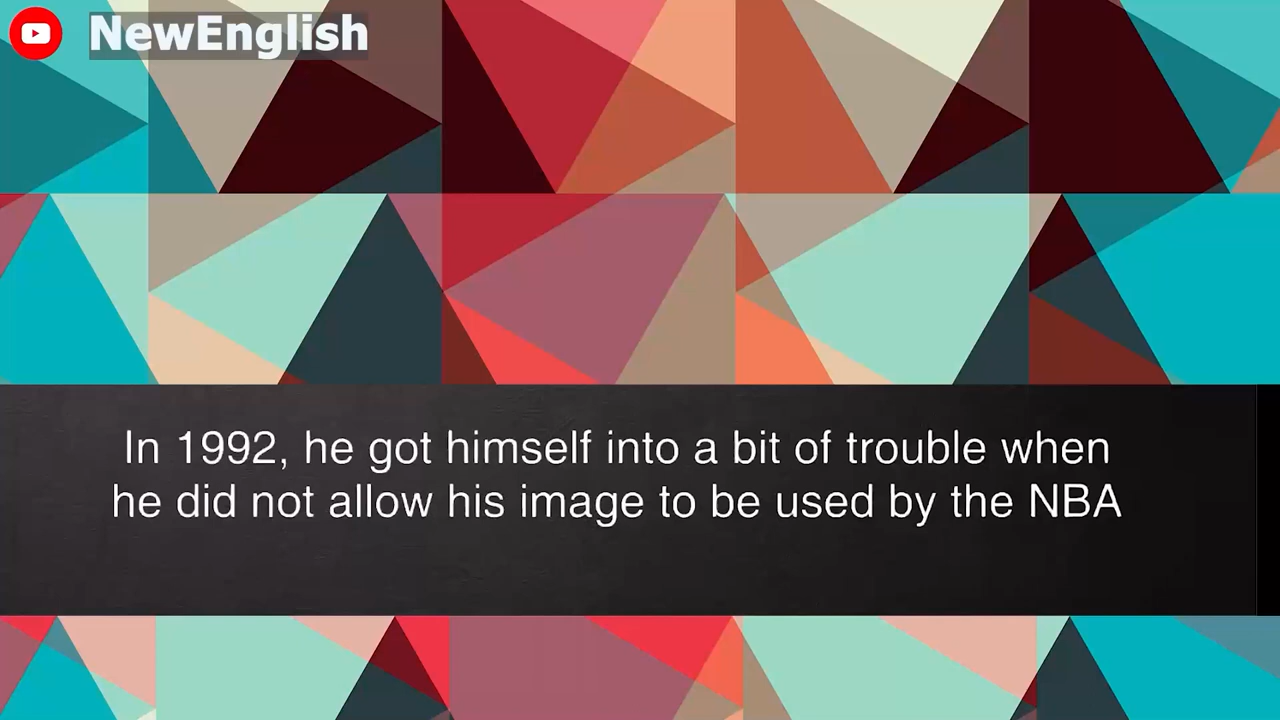 NewEnglish
In 1992, he got himself into a bit of trouble when
he did not allow his image to be used by the NBA